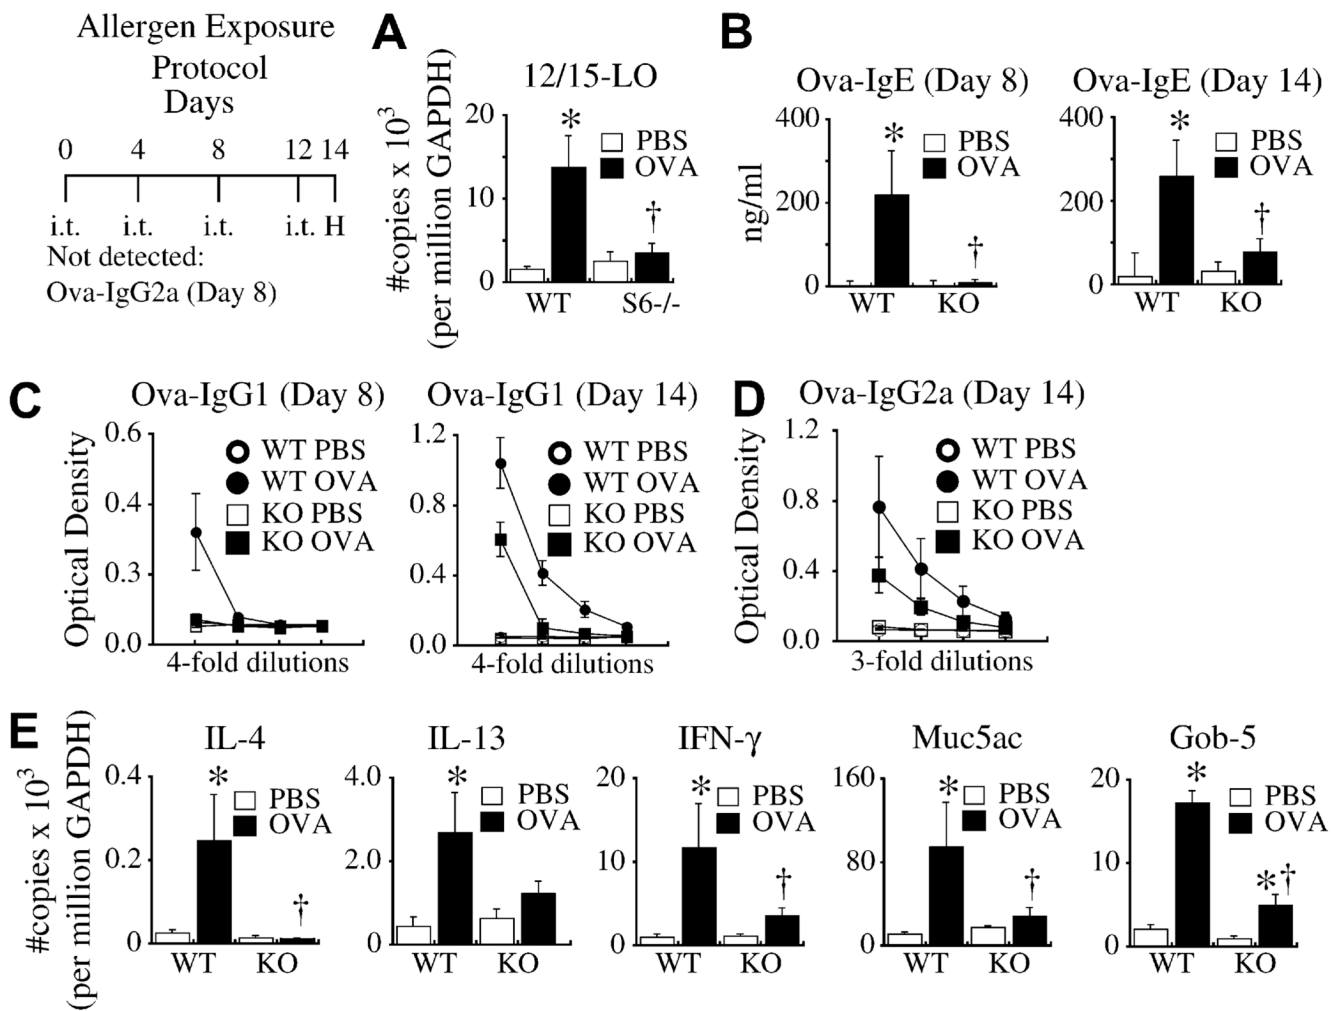 Allergen Exposure
Protocol
Days
0 4 8 12 14
i.t. i.t. i.t. i.t. H
Not detected:
Ova-IgG2a (Day 8)
A
12/15-LO
#copies x 10³
(per million GAPDH)
20
10
0
*
PBS
OVA
†
WT S6-/-
B
Ova-IgE (Day 8)
ng/ml
400
200
0
*
PBS
OVA
†
WT KO
Ova-IgE (Day 14)
400
200
0
*
PBS
OVA
†
WT KO
C
Ova-IgG1 (Day 8)
Optical Density
0.6
0.4
0.3
0.0
WT PBS
WT OVA
KO PBS
KO OVA
4-fold dilutions
Ova-IgG1 (Day 14)
1.2
0.8
0.4
0.0
WT PBS
WT OVA
KO PBS
KO OVA
4-fold dilutions
D
Ova-IgG2a (Day 14)
Optical Density
1.2
0.8
0.4
0.0
WT PBS
WT OVA
KO PBS
KO OVA
3-fold dilutions
E
#copies x 10³
(per million GAPDH)
IL-4
0.4
0.2
0
*
PBS
OVA
†
WT KO
IL-13
4.0
2.0
0
*
PBS
OVA
WT KO
IFN-γ
20
10
0
*
PBS
OVA
†
WT KO
Muc5ac
160
80
0
*
PBS
OVA
†
WT KO
Gob-5
20
10
0
*
PBS
OVA
*†
WT KO